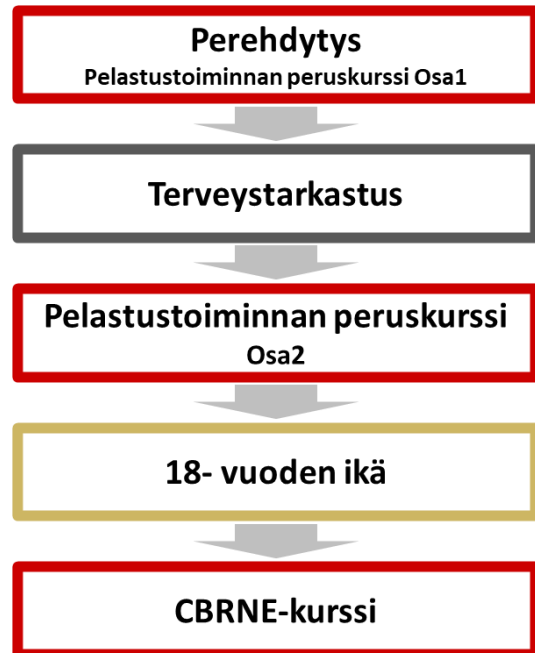 Perehdytys
Pelastustoiminnan peruskurssi Osa1
Terveystarkastus
Pelastustoiminnan peruskurssi
Osa2
18- vuoden ikä
CBRNE-kurssi